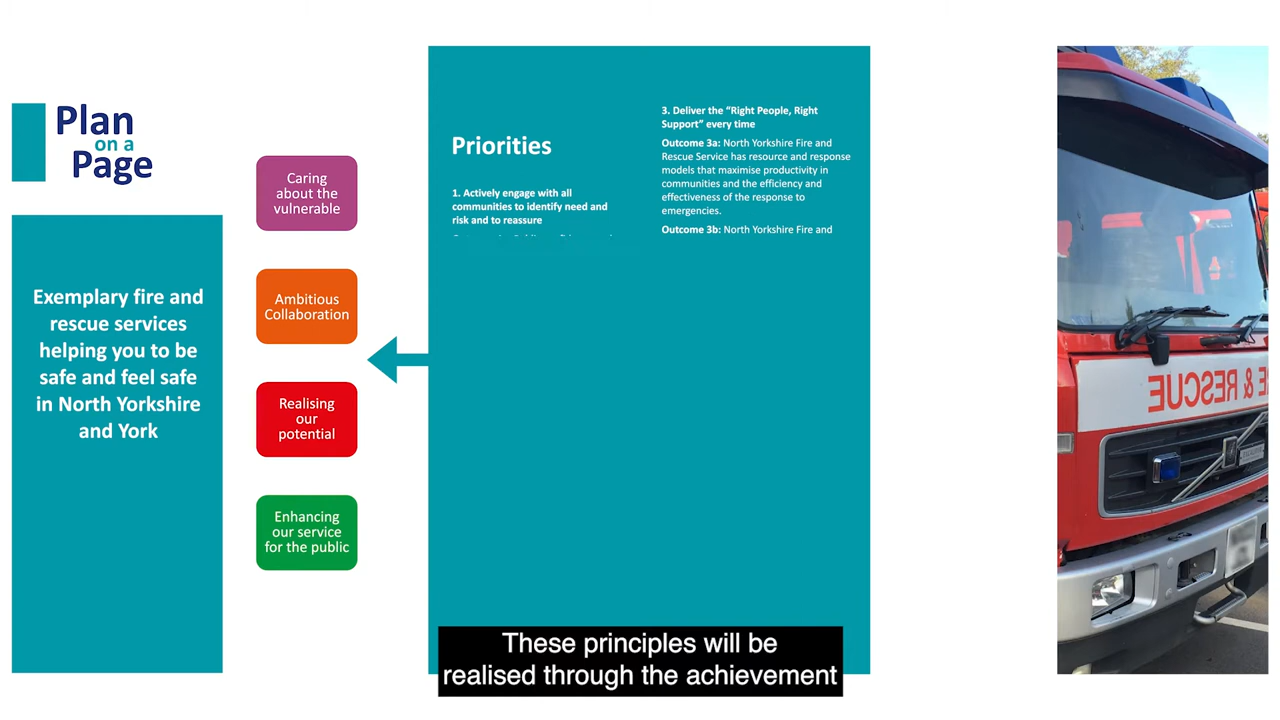 Plan
on a
Page
Exemplary fire and
rescue services
helping you to be
safe and feel safe
in North Yorkshire
and York
Caring
about the
vulnerable
Ambitious
Collaboration
Realising
our
potential
Enhancing
our service
for the public
Priorities
1. Actively engage with all
communities to identify need and
risk and to reassure
3. Deliver the “Right People, Right
Support” every time
Outcome 3a: North Yorkshire Fire and
Rescue Service has resource and response
models that maximise productivity in
communities and the efficiency and
effectiveness of the response to
emergencies.
Outcome 3b: North Yorkshire Fire and
E & RESCUE
These principles will be
realised through the achievement